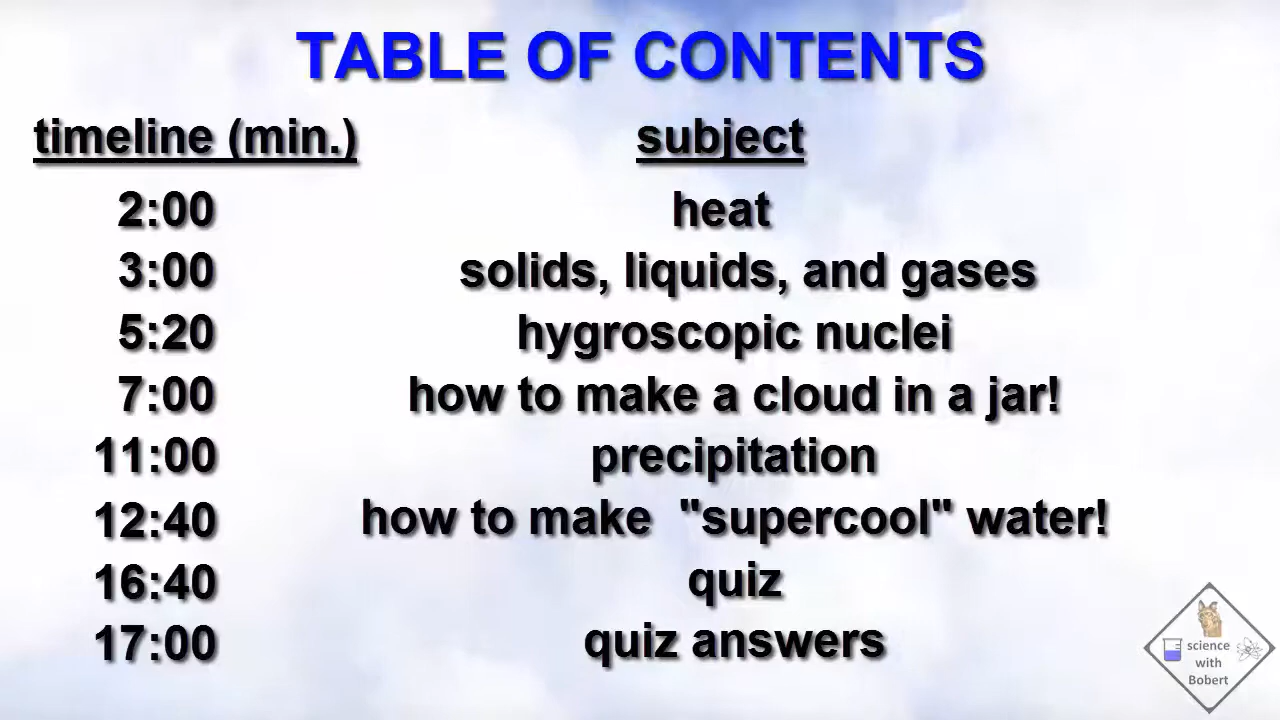 TABLE OF CONTENTS
timeline (min.) subject
2:00 heat
3:00 solids, liquids, and gases
5:20 hygroscopic nuclei
7:00 how to make a cloud in a jar!
11:00 precipitation
12:40 how to make "supercool" water!
16:40 quiz
17:00 quiz answers
science
with
Bobert